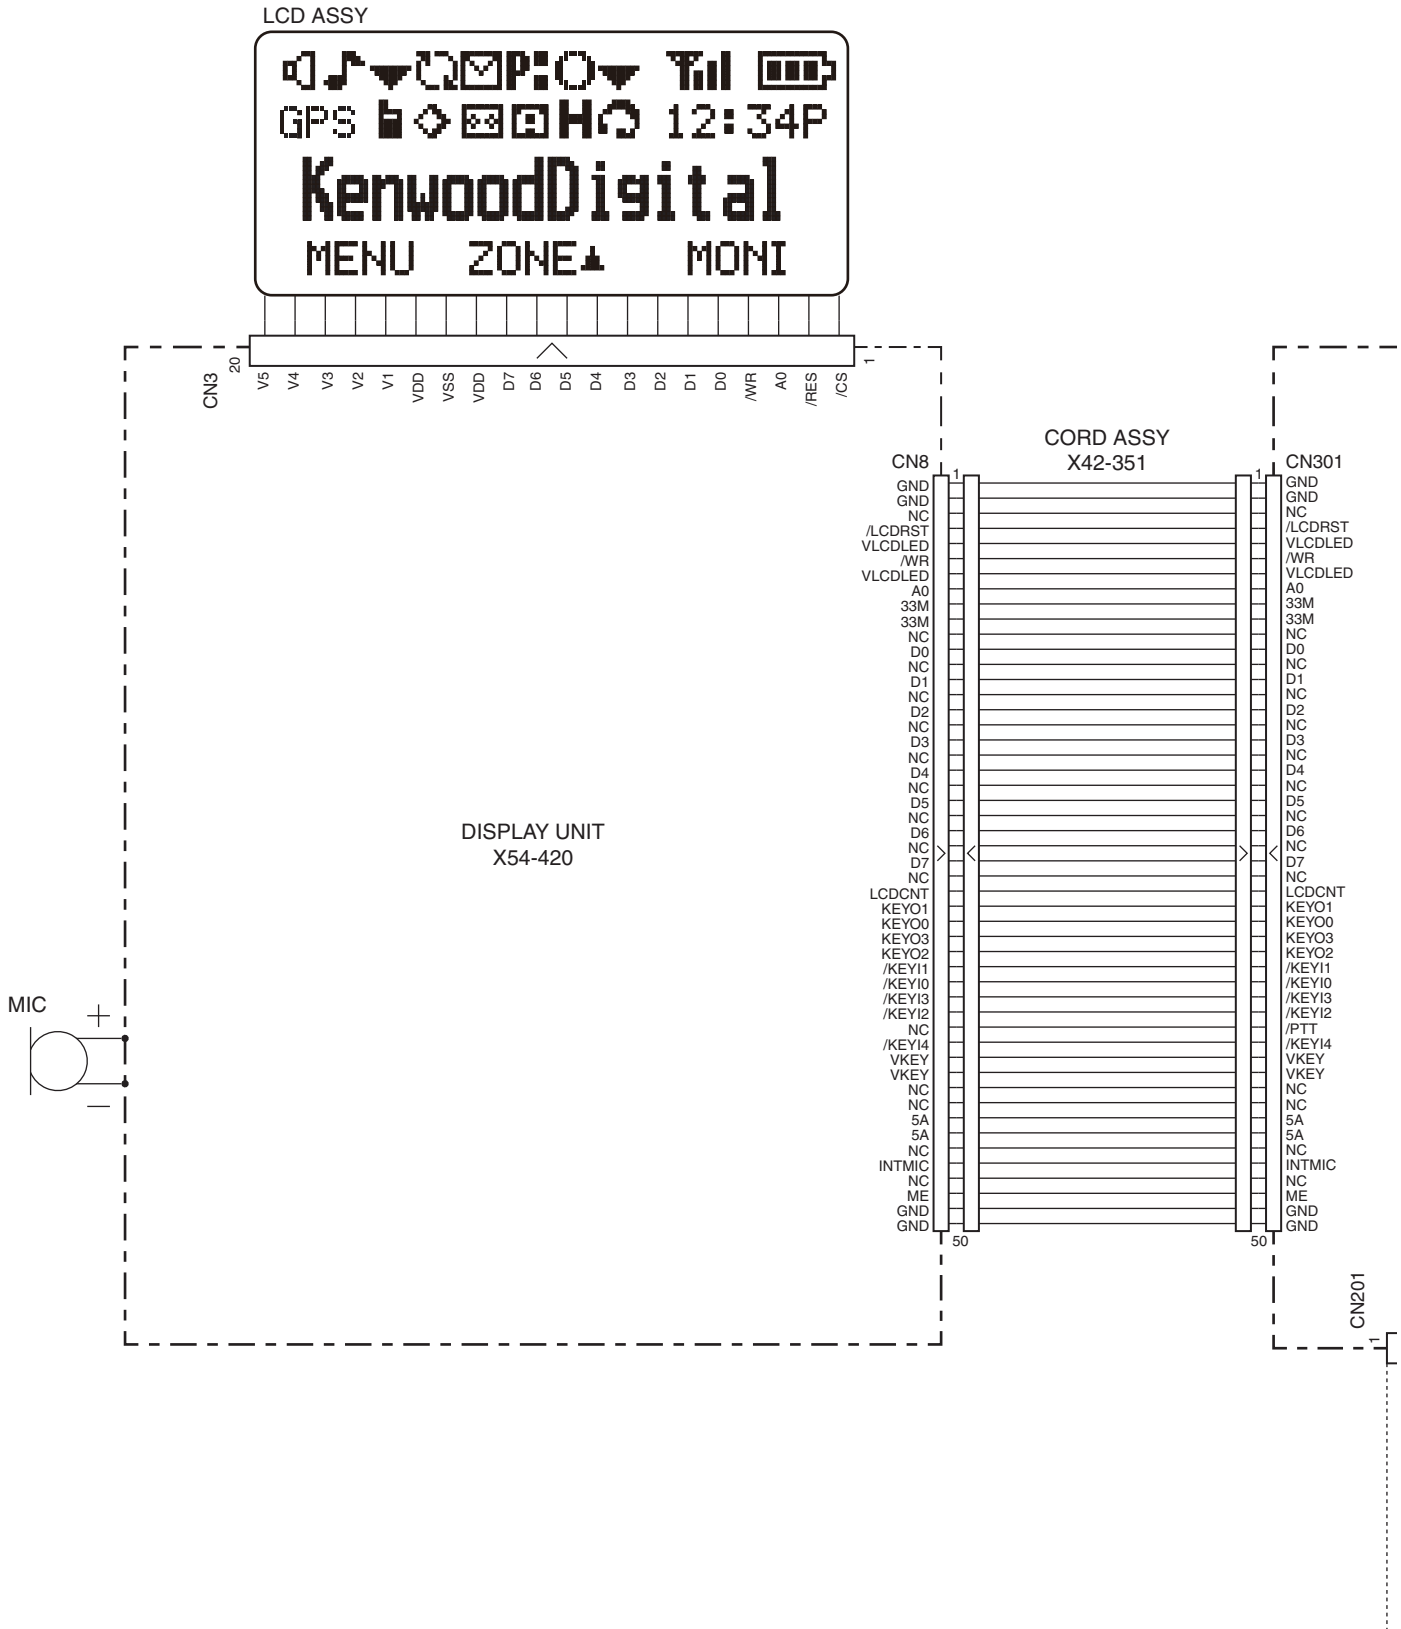 LCD ASSY
GPS 12:34P
KenwoodDigital
MENU ZONE MONI
CN3
20
V5
V4
V3
V2
V1
VDD
VSS
VDD
D7
D6
D5
D4
D3
D2
D1
D0
/WR
A0
/RES
/CS
1
CORD ASSY
X42-351
CN8
1
1
CN301
GND
GND
NC
/LCDRST
VLCDLED
/WR
VLCDLED
A0
33M
33M
NC
D0
NC
D1
NC
D2
NC
D3
NC
D4
NC
D5
NC
D6
NC
D7
NC
LCDCNT
KEYO1
KEYO0
KEYO3
KEYO2
/KEYI1
/KEYI0
/KEYI3
/KEYI2
NC
/KEYI4
VKEY
VKEY
NC
NC
5A
5A
NC
INTMIC
NC
ME
GND
GND
50
GND
GND
NC
/LCDRST
VLCDLED
/WR
VLCDLED
A0
33M
33M
NC
D0
NC
D1
NC
D2
NC
D3
NC
D4
NC
D5
NC
D6
NC
D7
NC
LCDCNT
KEYO1
KEYO0
KEYO3
KEYO2
/KEYI1
/KEYI0
/KEYI3
/KEYI2
/PTT
/KEYI4
VKEY
VKEY
NC
NC
5A
5A
NC
INTMIC
NC
ME
GND
GND
50
DISPLAY UNIT
X54-420
MIC
+
−
CN201
1